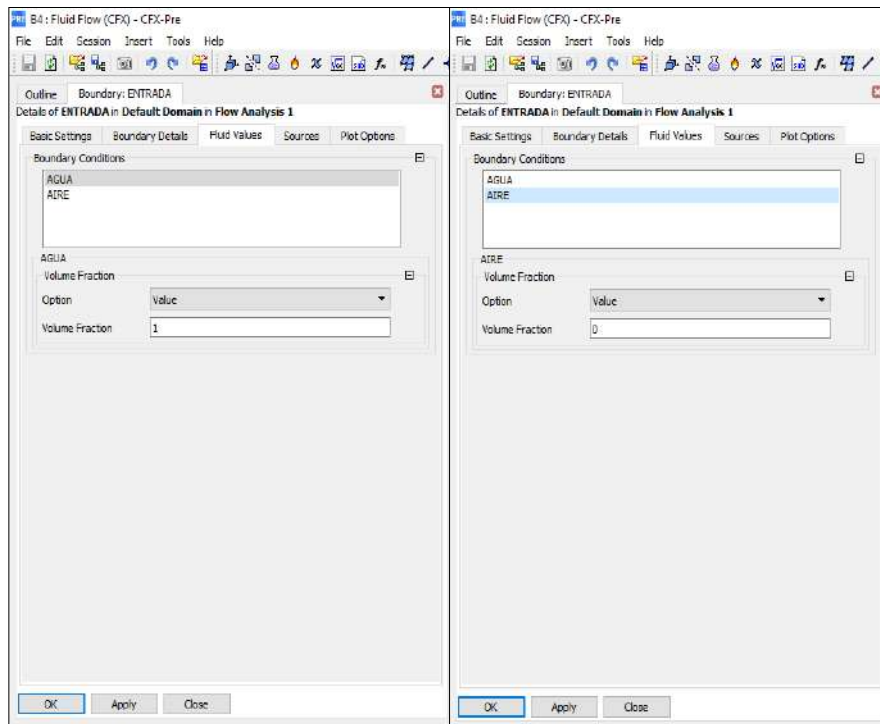 B4 : Fluid Flow (CFX) - CFX-Pre
File Edit Session Insert Tools Help
Outline Boundary: ENTRADA
Details of ENTRADA in Default Domain in Flow Analysis 1
Basic Settings Boundary Details Fluid Values Sources Plot Options
Boundary Conditions
AGUA
AIRE
AGUA
Volume Fraction
Option Value
Volume Fraction 1
OK Apply Close
B4 : Fluid Flow (CFX) - CFX-Pre
File Edit Session Insert Tools Help
Outline Boundary: ENTRADA
Details of ENTRADA in Default Domain in Flow Analysis 1
Basic Settings Boundary Details Fluid Values Sources Plot Options
Boundary Conditions
AGUA
AIRE
AIRE
Volume Fraction
Option Value
Volume Fraction 0
OK Apply Close